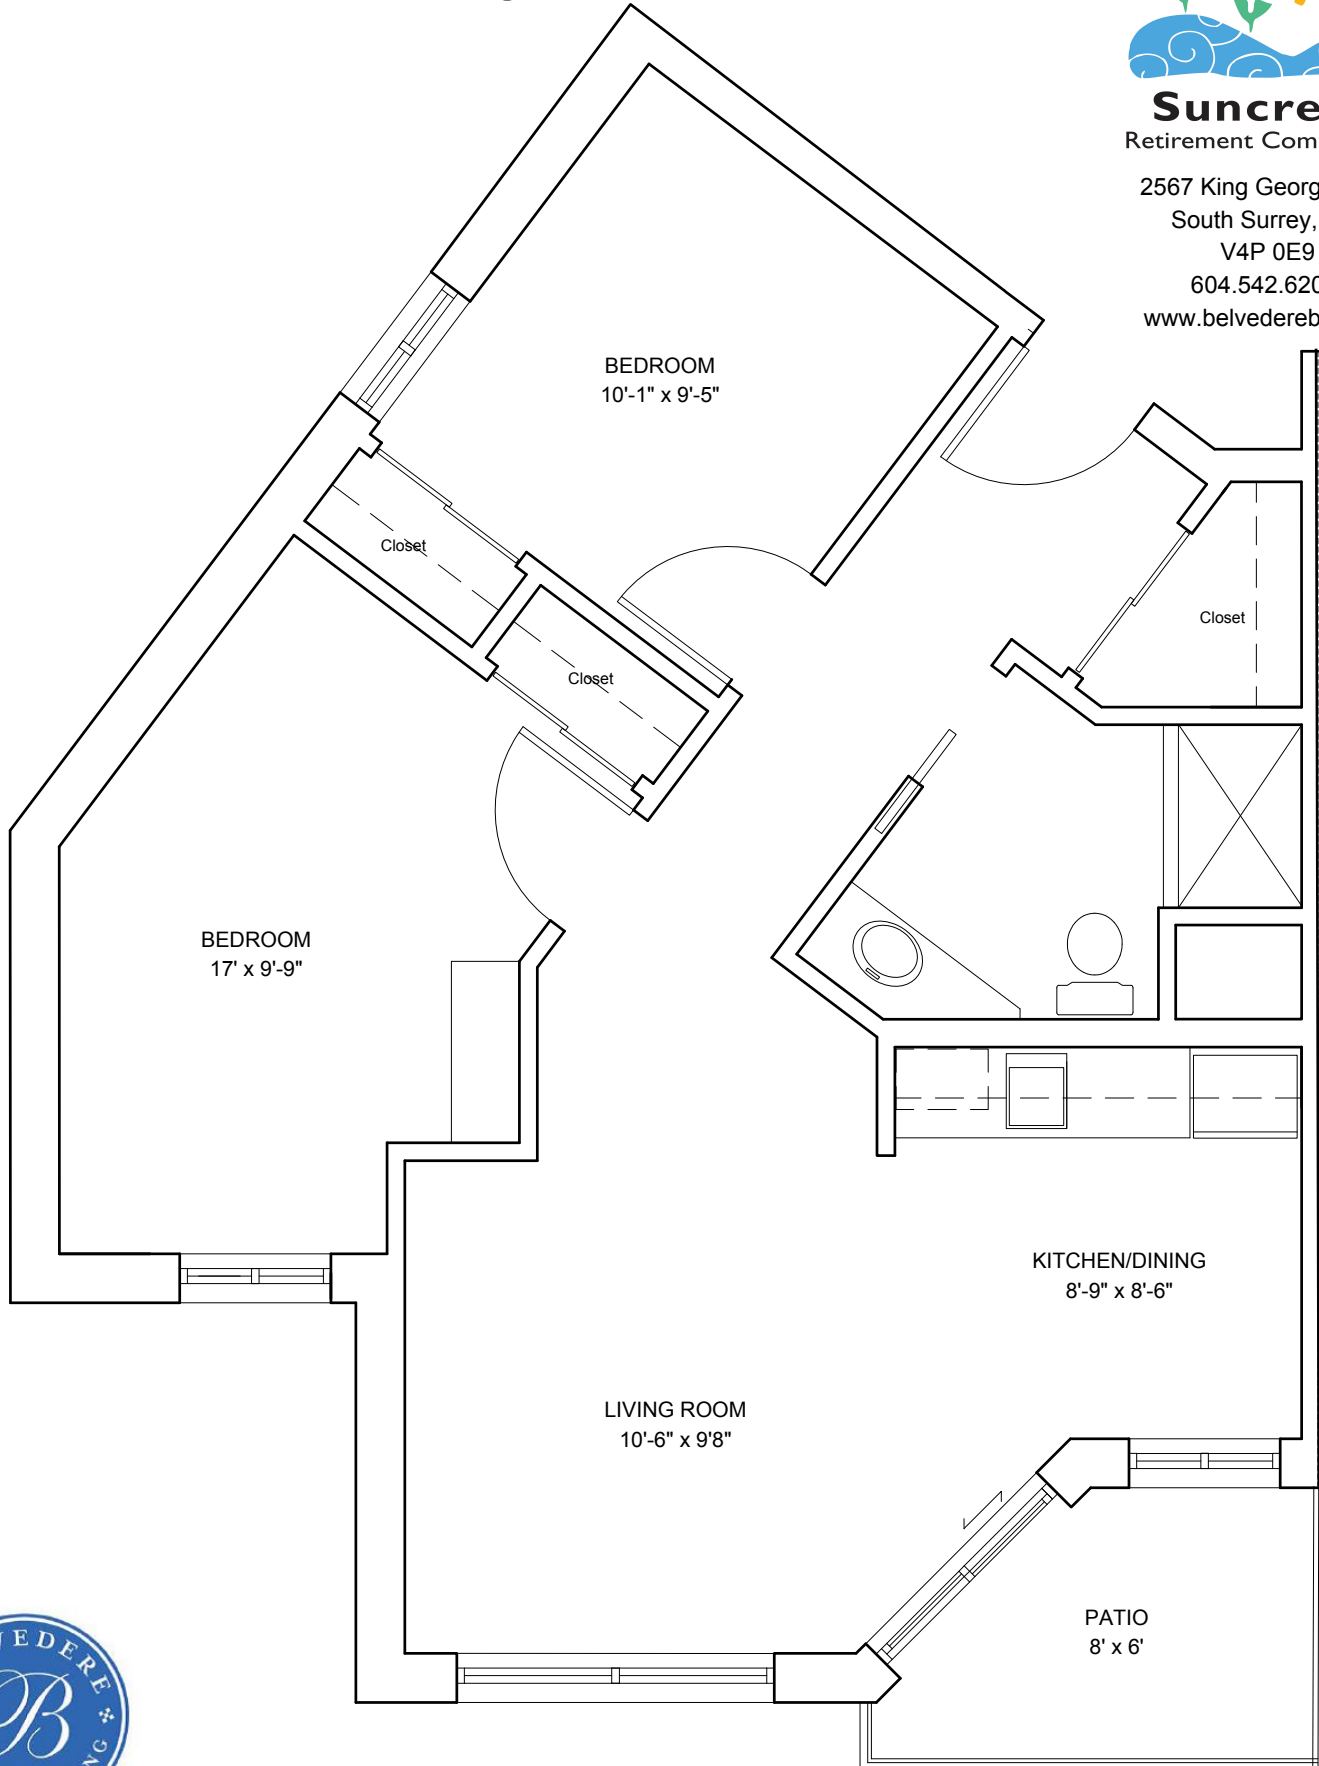 Suncre
Retirement Com
2567 King Georg
South Surrey,
V4P 0E9
604.542.620
www.belvedereb
BEDROOM
10'-1" x 9'-5"
Closet
Closet
Closet
BEDROOM
17' x 9'-9"
KITCHEN/DINING
8'-9" x 8'-6"
LIVING ROOM
10'-6" x 9'8"
PATIO
8' x 6'
VEDERE
B
NG